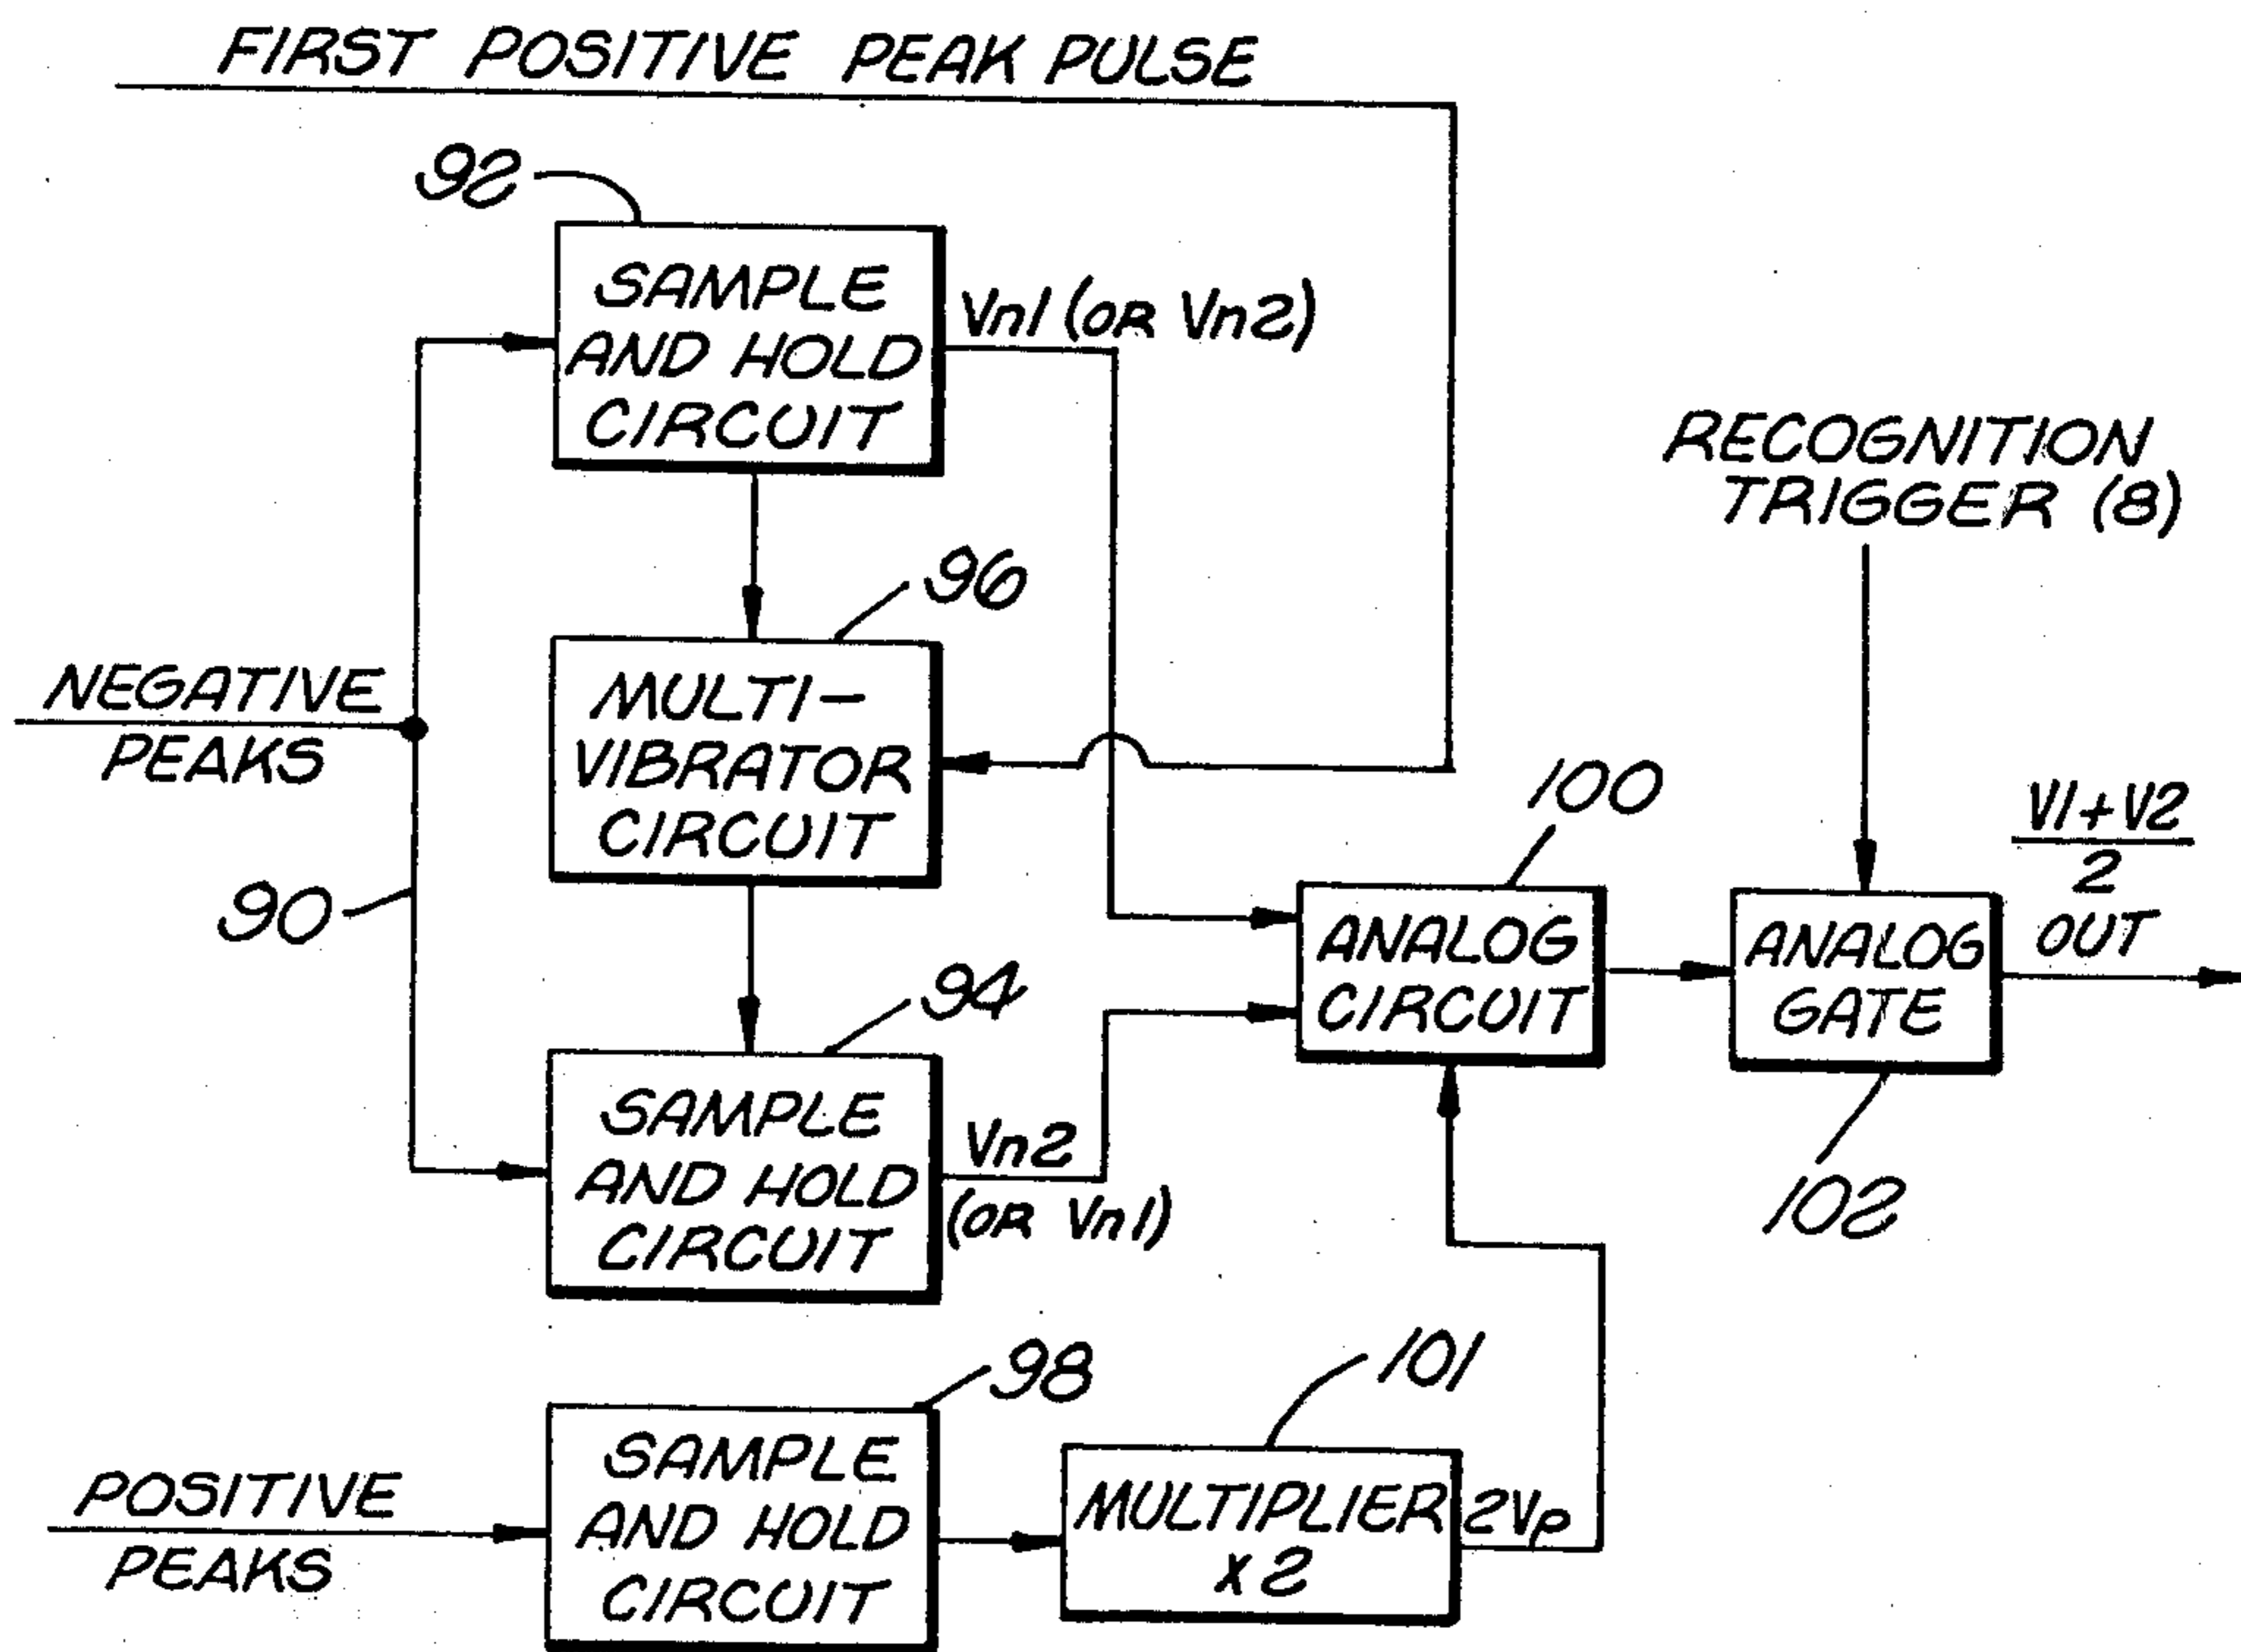 FIRST POSITIVE PEAK PULSE
92
SAMPLE
AND HOLD
CIRCUIT
Vn1 (OR Vn2)
RECOGNITION
TRIGGER (8)
96
NEGATIVE
PEAKS
MULTI-
VIBRATOR
CIRCUIT
90
100
ANALOG
CIRCUIT
V1+V2
2
OUT
ANALOG
GATE
102
94
SAMPLE
AND HOLD
CIRCUIT
Vn2
(OR Vn1)
98
101
POSITIVE
PEAKS
SAMPLE
AND HOLD
CIRCUIT
MULTIPLIER
x2
2Vp